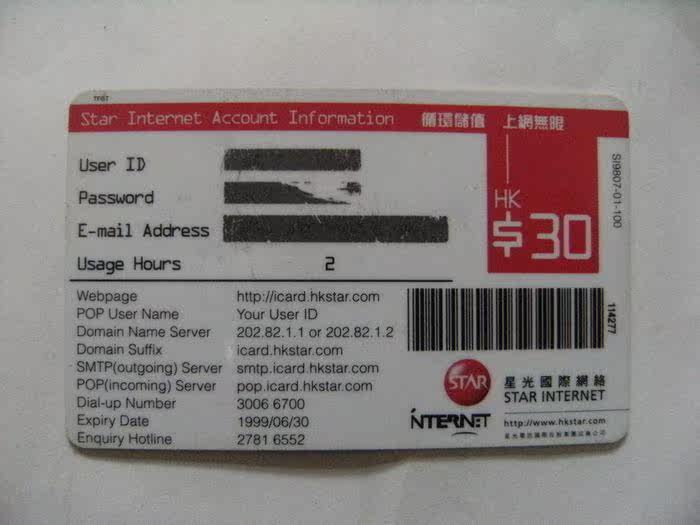 TP/BT
Star Internet Account Information 循環儲值 上網無限
User ID
Password
E-mail Address
Usage Hours 2
HK
$30
SI9807-01-100
Webpage http://icard.hkstar.com
POP User Name Your User ID
Domain Name Server 202.82.1.1 or 202.82.1.2
Domain Suffix icard.hkstar.com
SMTP(outgoing) Server smtp.icard.hkstar.com
POP(incoming) Server pop.icard.hkstar.com
Dial-up Number 3006 6700
Expiry Date 1999/06/30
Enquiry Hotline 2781 6552
114277
STAR
星光國際網絡
STAR INTERNET
INTERNET
http://www.hkstar.com